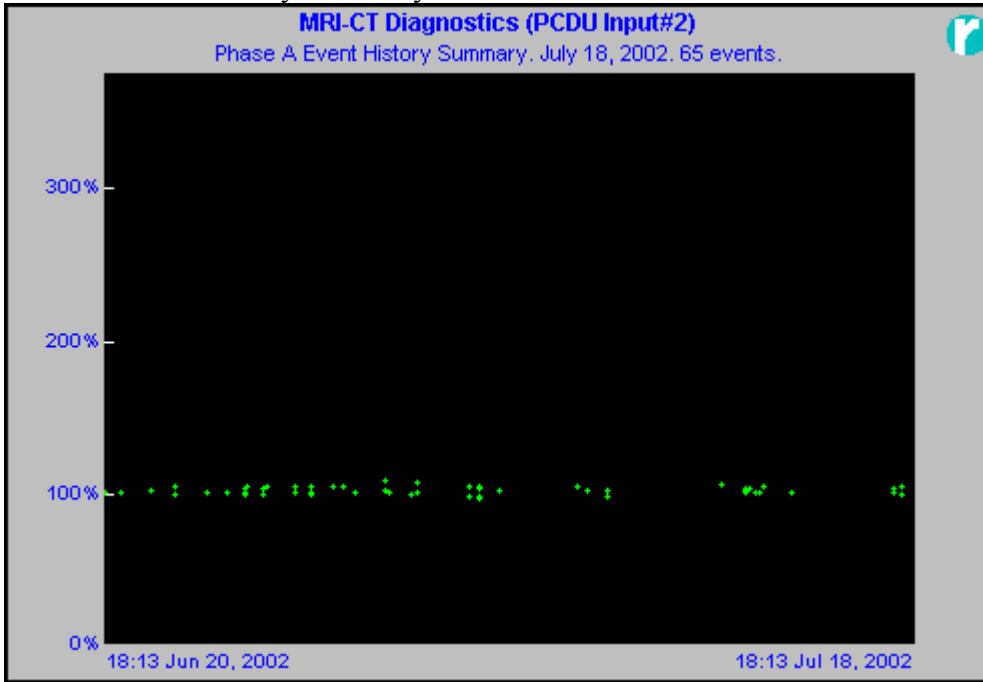 MRI-CT Diagnostics (PCDU Input#2)
Phase A Event History Summary. July 18, 2002. 65 events.
300%
200%
100%
0%
18:13 Jun 20, 2002
18:13 Jul 18, 2002